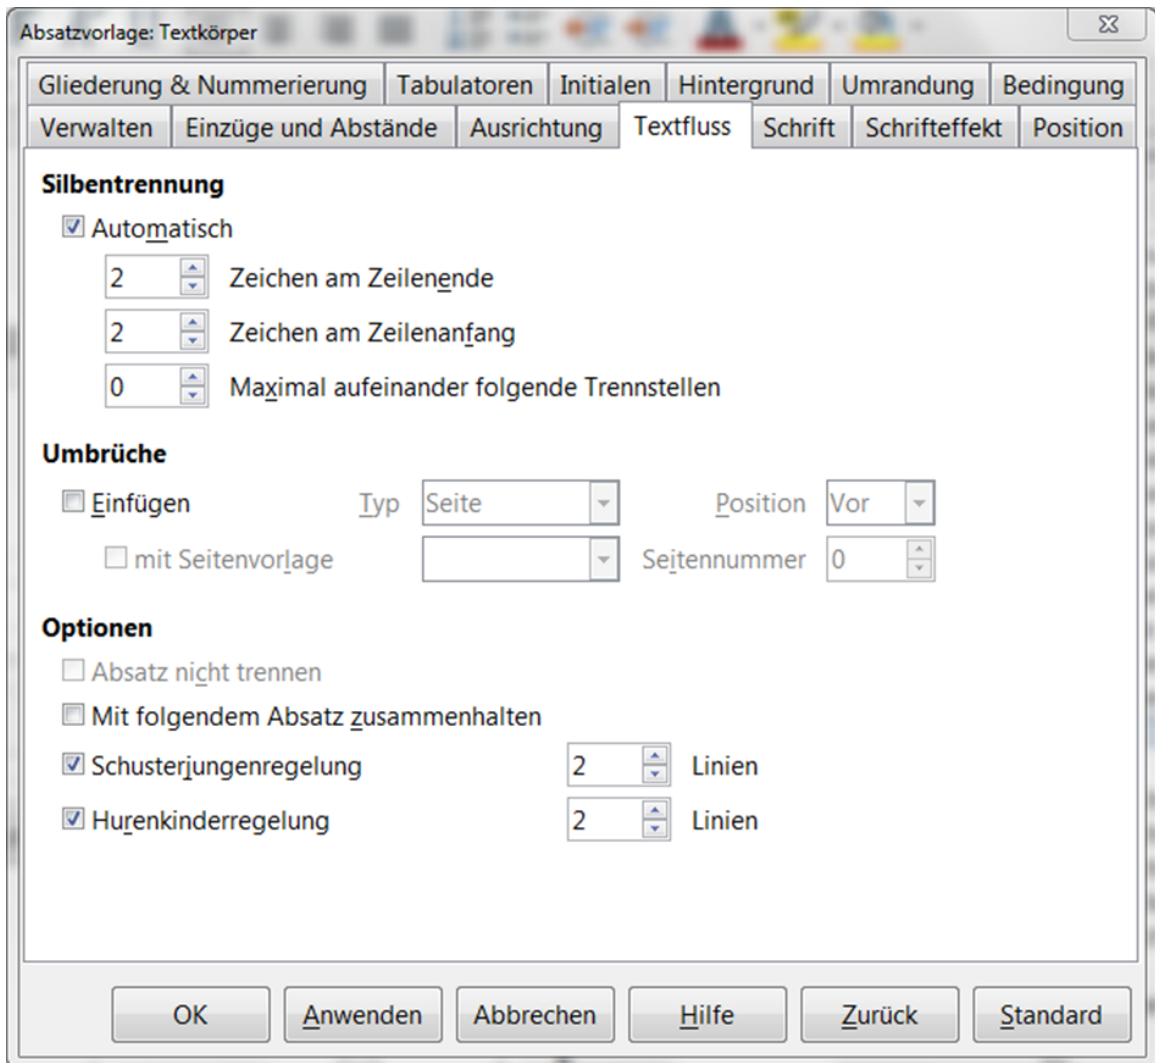 Absatzvorlage: Textkörper
Gliederung & Nummerierung Tabulatoren Initialen Hintergrund Umrandung Bedingung
Verwalten Einzüge und Abstände Ausrichtung Textfluss Schrift Schrifteffekt Position
Silbentrennung
Automatisch
2 Zeichen am Zeilenende
2 Zeichen am Zeilenanfang
0 Maximal aufeinander folgende Trennstellen
Umbrüche
Einfügen Typ Seite Position Vor
mit Seitenvorlage Seitennummer 0
Optionen
Absatz nicht trennen
Mit folgendem Absatz zusammenhalten
Schusterjungenregelung 2 Linien
Hurenkinderregelung 2 Linien
OK Anwenden Abbrechen Hilfe Zurück Standard